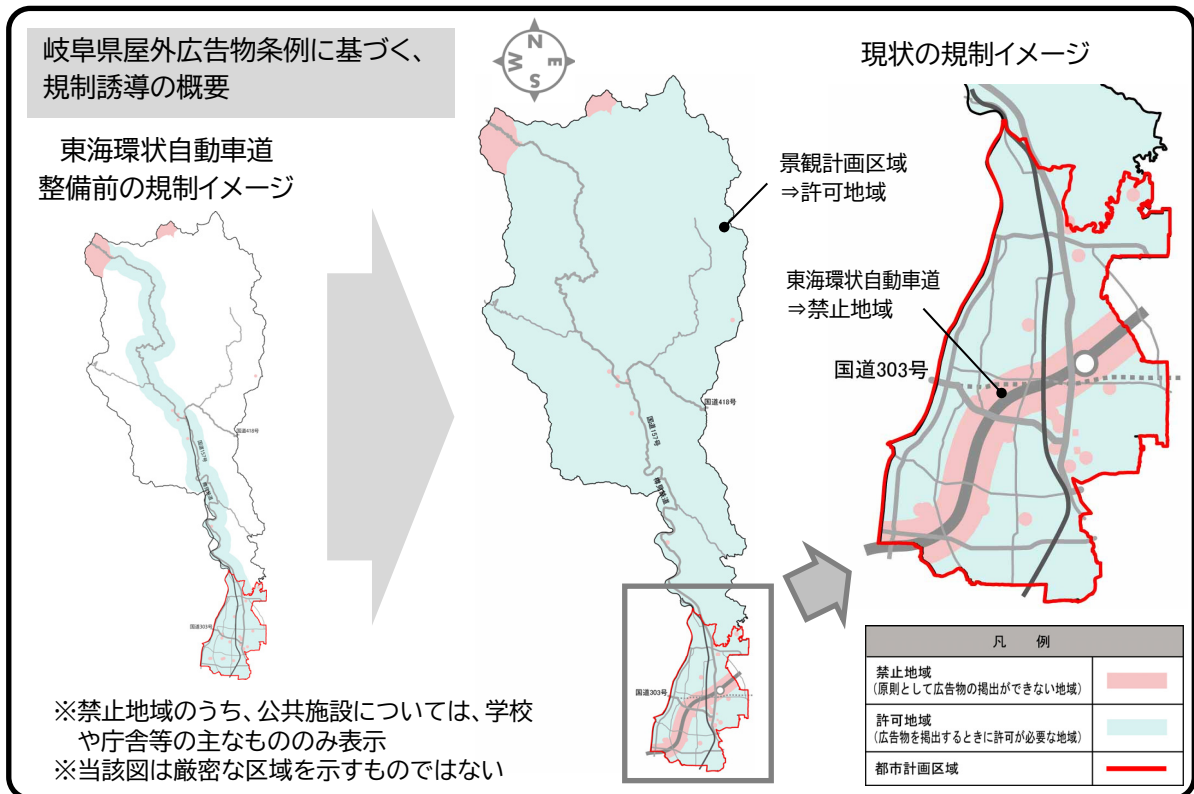 岐阜県屋外広告物条例に基づく、
規制誘導の概要
東海環状自動車道
整備前の規制イメージ
国道418号
国道157号
樽見鉄道
国道303号
※禁止地域のうち、公共施設については、学校
や庁舎等の主なもののみ表示
※当該図は厳密な区域を示すものではない
N
E
S
W
景観計画区域
⇒許可地域
国道418号
国道157号
樽見鉄道
国道303号
現状の規制イメージ
東海環状自動車道
⇒禁止地域
国道303号
凡 例
禁止地域
(原則として広告物の掲出ができない地域)
許可地域
(広告物を掲出するときに許可が必要な地域)
都市計画区域